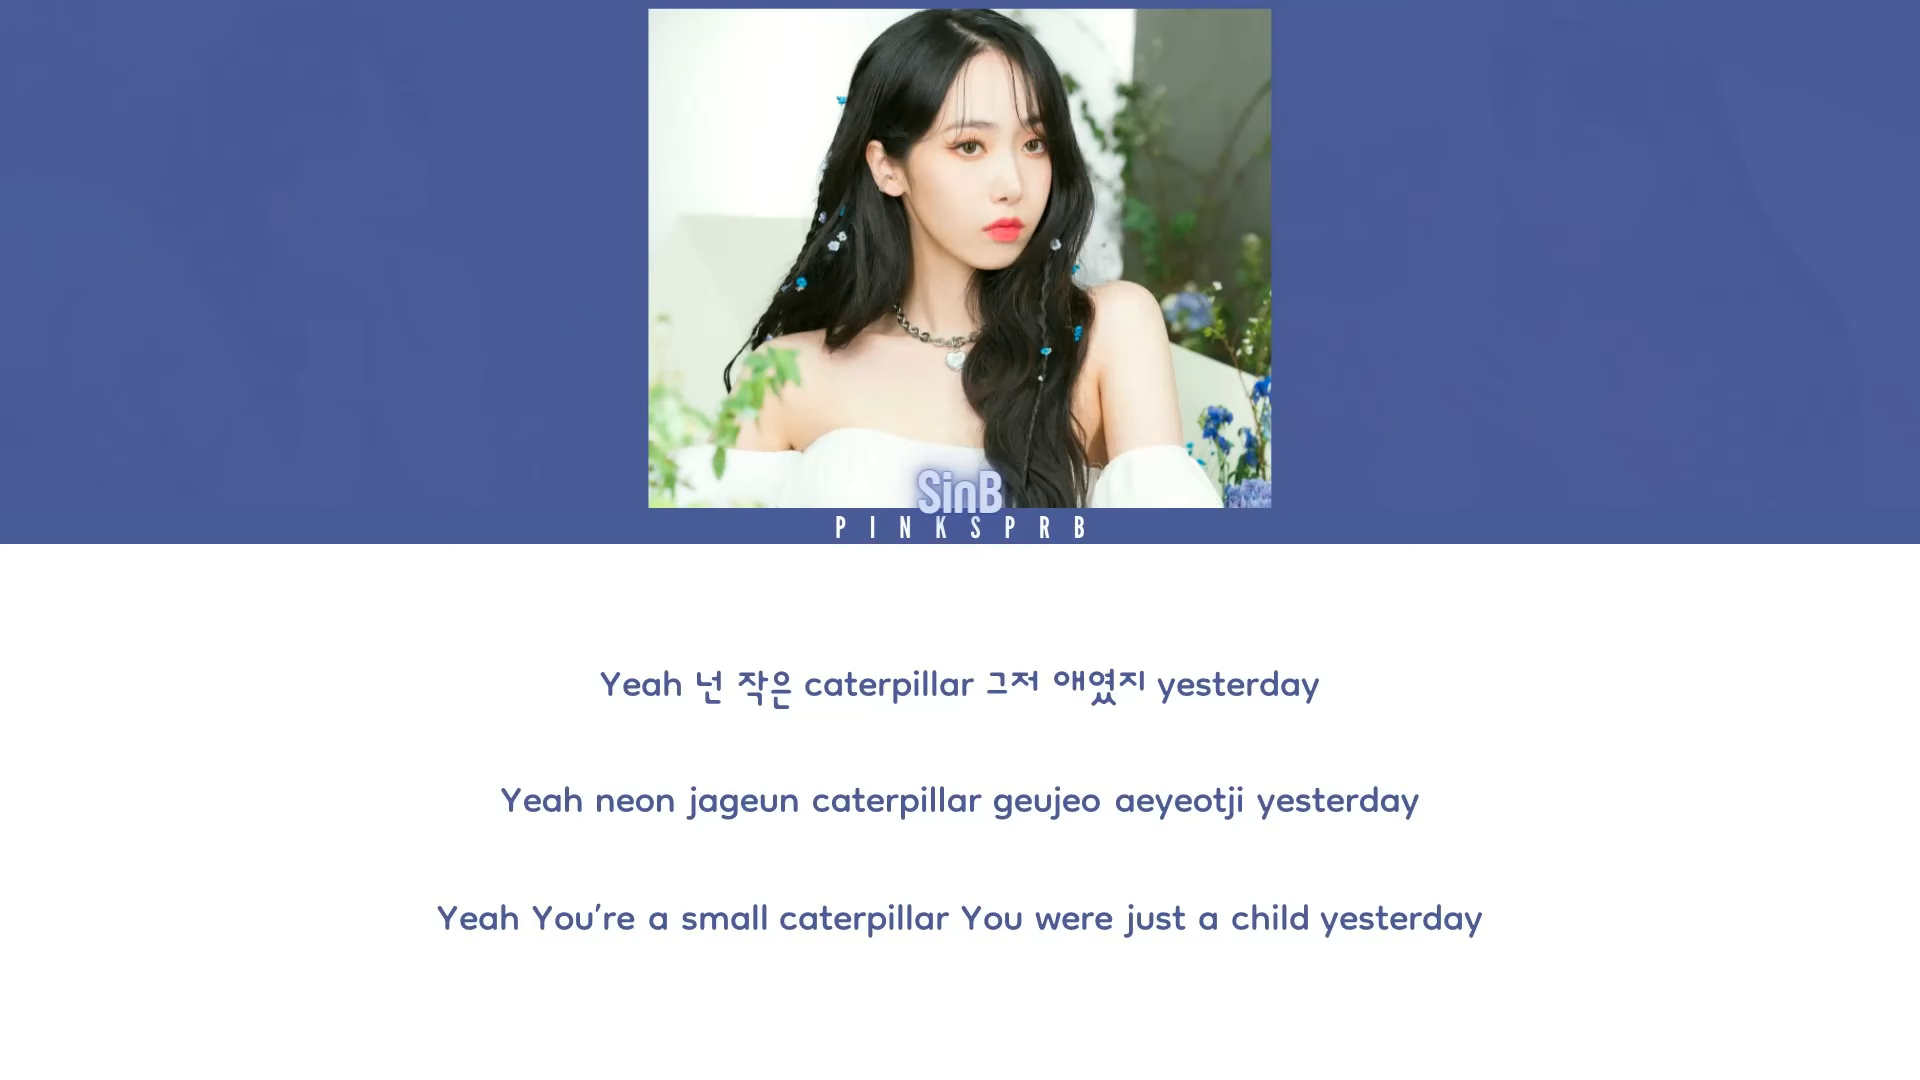 SinB
PINKSPRB
Yeah 넌 작은 caterpillar 그저 애였지 yesterday
Yeah neon jageun caterpillar geujeo aeyeotji yesterday
Yeah You're a small caterpillar You were just a child yesterday